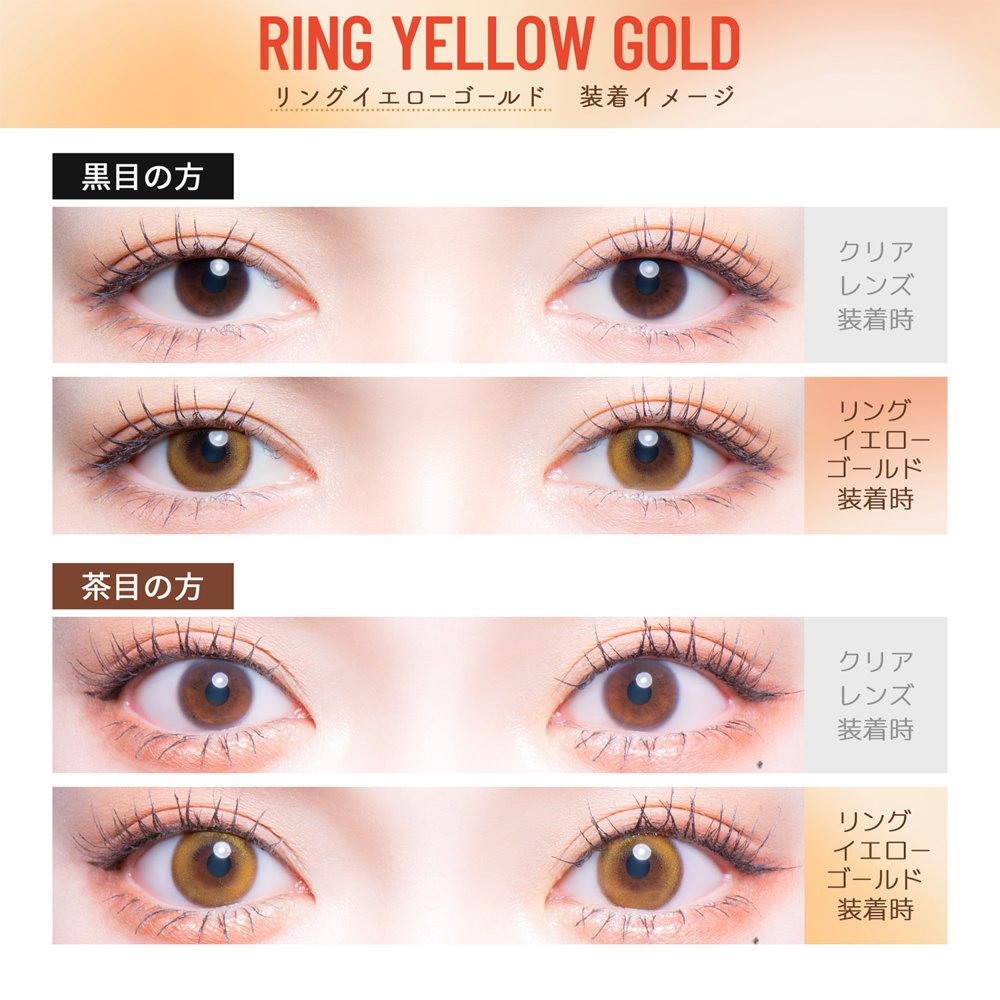 RING YELLOW GOLD
リングイエローゴールド　装着イメージ
黒目の方
クリア
レンズ
装着時
リング
イエロー
ゴールド
装着時
茶目の方
クリア
レンズ
装着時
リング
イエロー
ゴールド
装着時